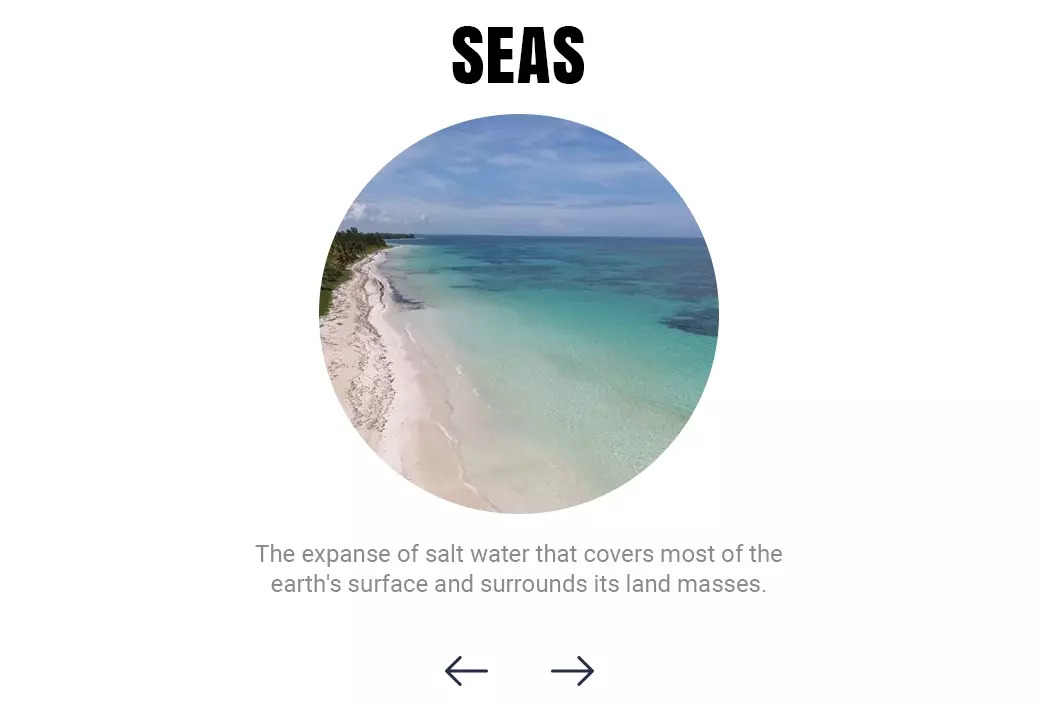 SEAS
The expanse of salt water that covers most of the
earth's surface and surrounds its land masses.